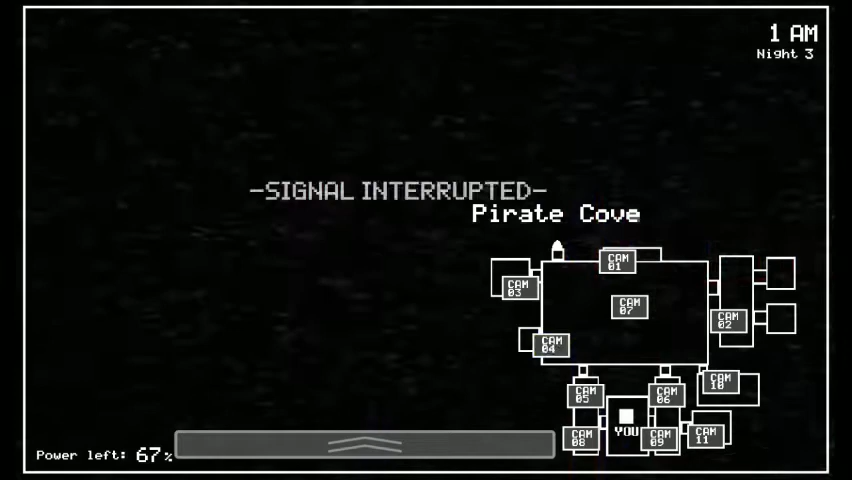 1 AM
Night 3
-SIGNAL INTERRUPTED-
Pirate Cove
CAM
01
CAM
03
CAM
07
CAM
02
CAM
04
CAM
10
CAM
05
CAM
06
YOU
CAM
08
CAM
09
CAM
11
Power left: 67%